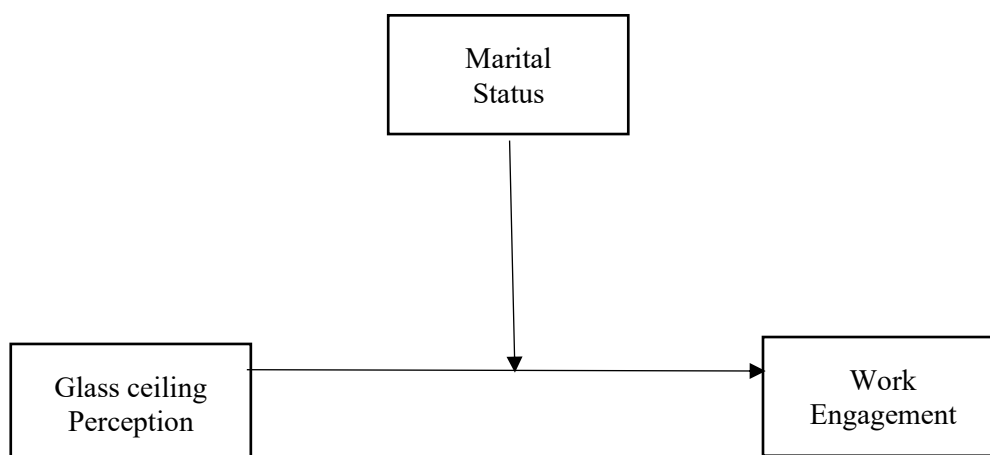 Marital
Status
Glass ceiling
Perception
Work
Engagement